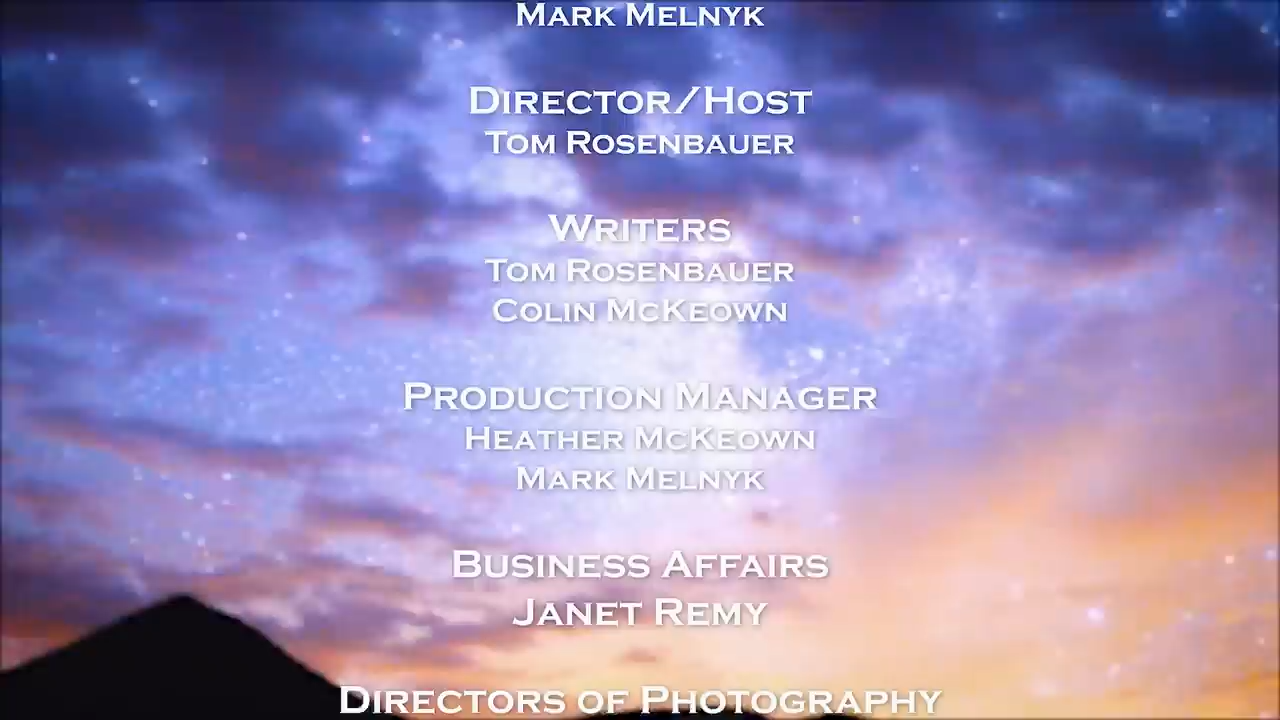 MARK MELNYK
DIRECTOR/HOST
TOM ROSENBAUER
WRITERS
TOM ROSENBAUER
COLIN MCKEOWN
PRODUCTION MANAGER
HEATHER MCKEOWN
MARK MELNYK
BUSINESS AFFAIRS
JANET REMY
DIRECTORS OF PHOTOGRAPHY